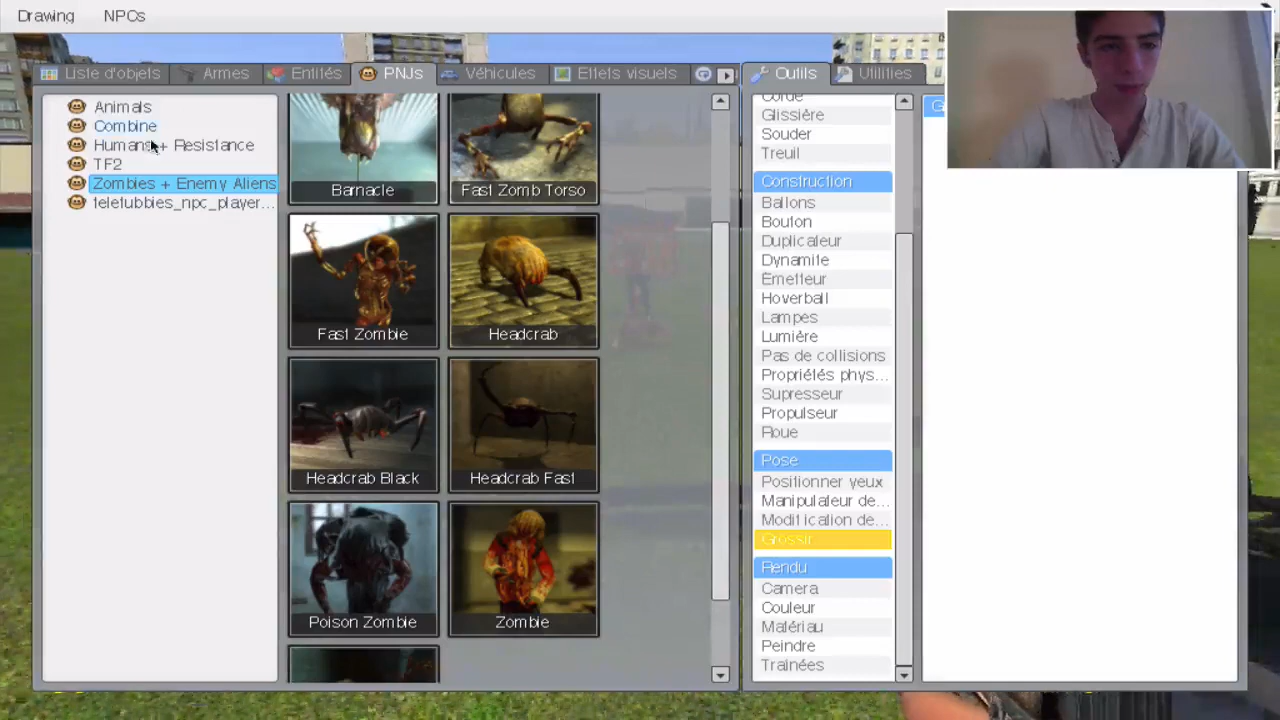 Drawing NPCs
Liste d'objets Armes Entités PNJs Véhicules Effets visuels
Outils Utilities
Animals
Combine
Humans + Resistance
TF2
Zombies + Enemy Aliens
teletubbies_npc_player...
Barnacle Fast Zomb Torso
Fast Zombie Headcrab
Headcrab Black Headcrab Fast
Poison Zombie Zombie
Corde
Glissière
Souder
Treuil
Construction
Ballons
Bouton
Duplicateur
Dynamite
Emetteur
Hoverball
Lampes
Lumière
Pas de collisions
Propriétés phys...
Supresseur
Propulseur
Roue
Pose
Positionner yeux
Manipulateur de...
Modification de...
Grossir
Rendu
Camera
Couleur
Matériau
Peindre
Trainées